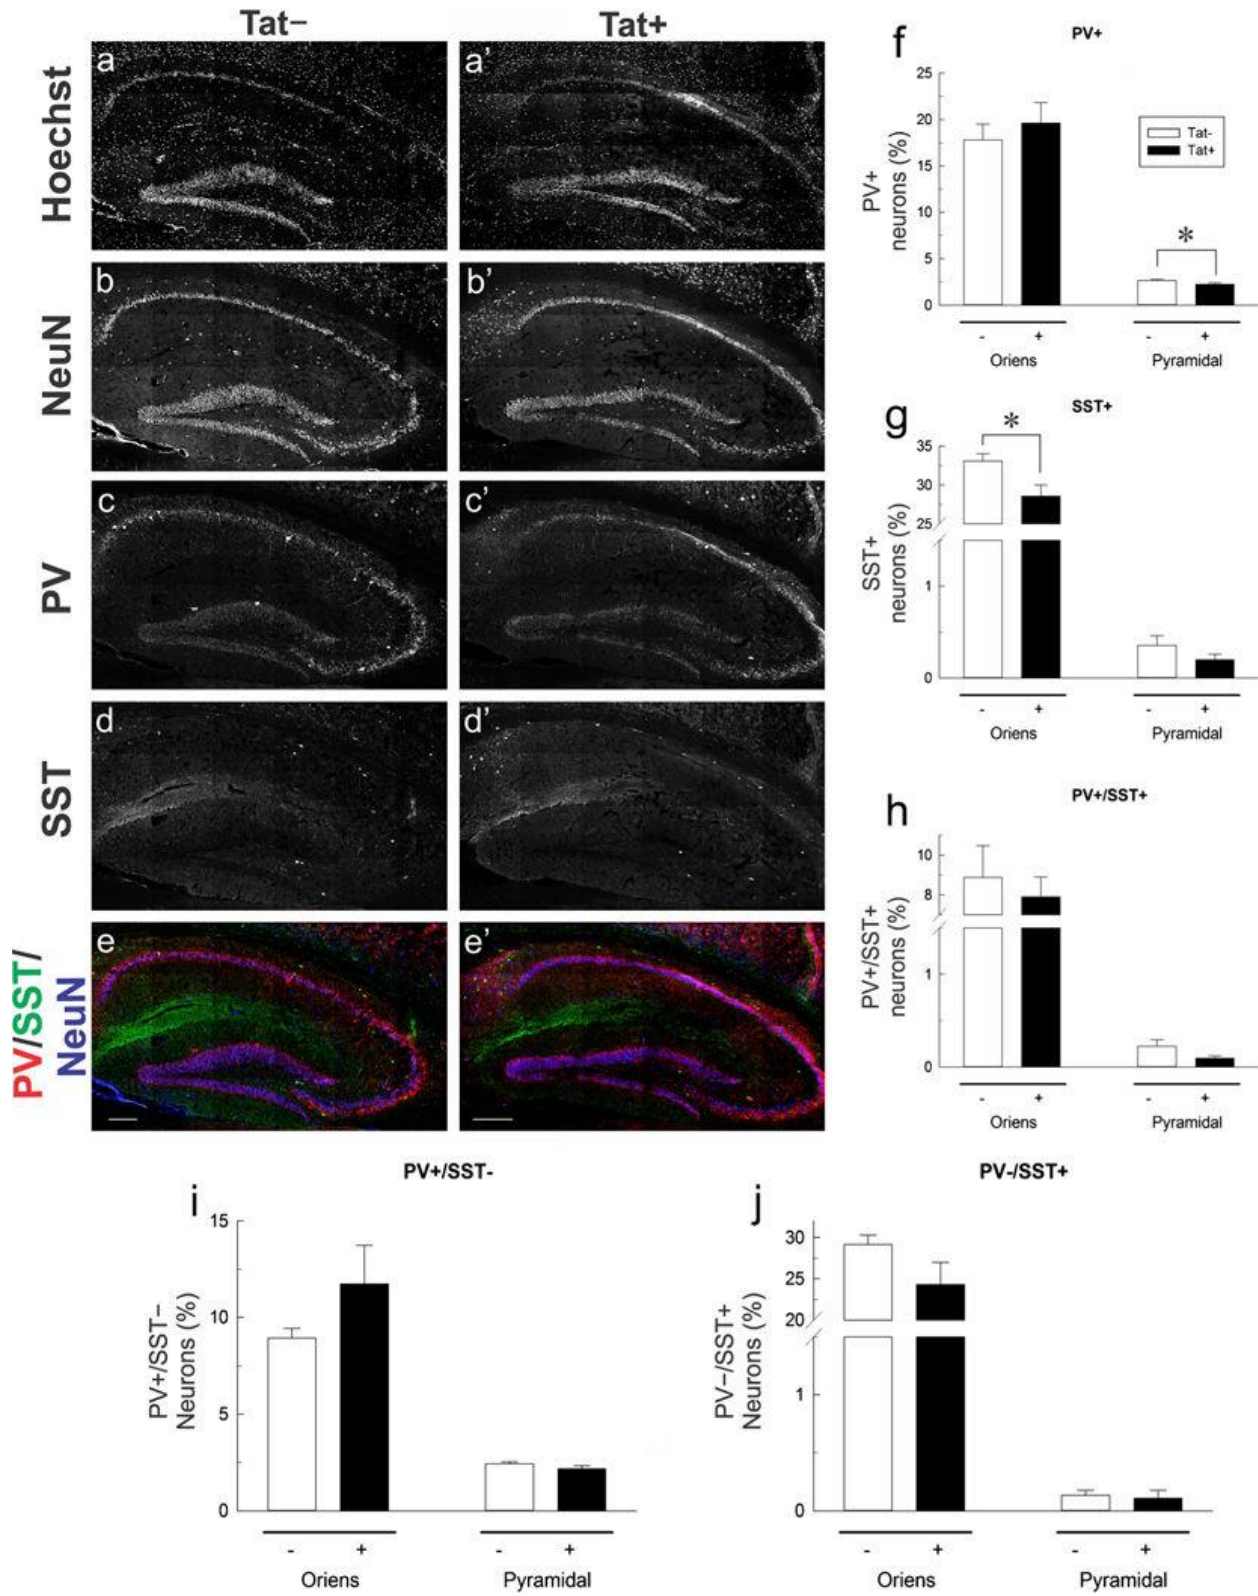 Tat− Tat+
Hoechst
a a'
NeuN
b b'
PV
c c'
SST
d d'
PV/SST/
NeuN
e e'
f
PV+
PV+
neurons (%)
25
20
15
10
5
0
Tat-
Tat+
*
- + - +
Oriens Pyramidal
g
SST+
SST+
neurons (%)
35
30
25
1
0
*
- + - +
Oriens Pyramidal
h
PV+/SST+
PV+/SST+
neurons (%)
10
8
1
0
- + - +
Oriens Pyramidal
i
PV+/SST-
PV+/SST−
Neurons (%)
15
10
5
0
- + - +
Oriens Pyramidal
j
PV-/SST+
PV−/SST+
Neurons (%)
30
25
20
1
0
- + - +
Oriens Pyramidal